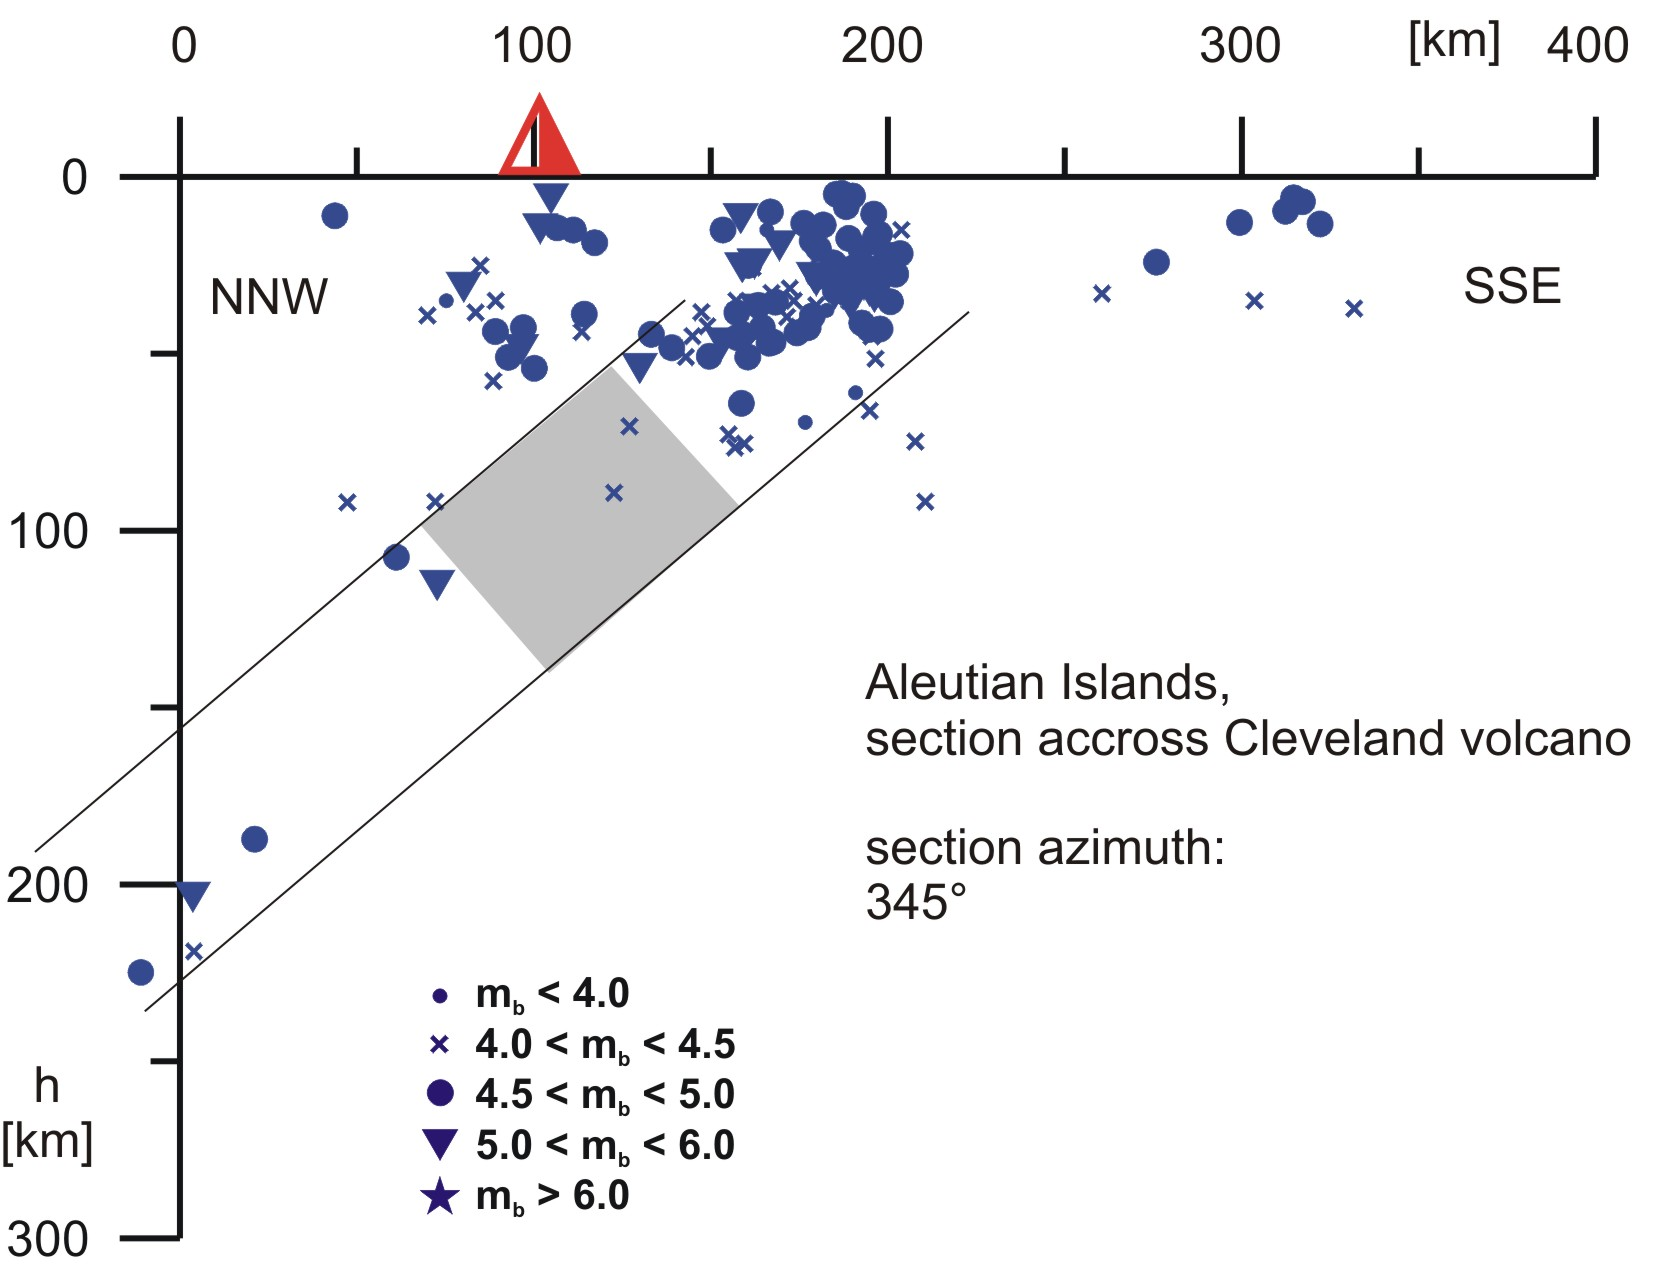 0 100 200 300 [km] 400
0
NNW SSE
100
Aleutian Islands,
section accross Cleveland volcano
section azimuth:
345°
200
h
[km]
300
mb < 4.0
4.0 < mb < 4.5
4.5 < mb < 5.0
5.0 < mb < 6.0
mb > 6.0